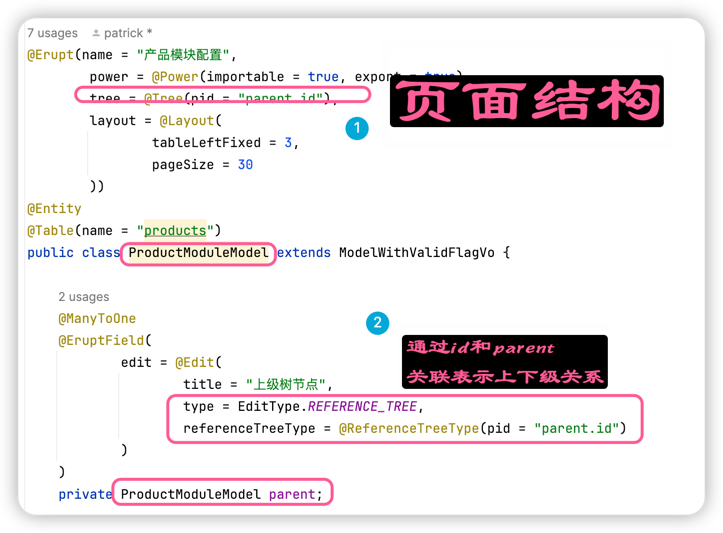 7 usages   patrick *
@Erupt(name = "产品模块配置",
power = @Power(importable = true, export = true)
tree = @Tree(pid = "parent.id"),
页面结构
layout = @Layout(
1
tableLeftFixed = 3,
pageSize = 30
))
@Entity
@Table(name = "products")
public class ProductModuleModel extends ModelWithValidFlagVo {
2 usages
@ManyToOne
2
@EruptField(
edit = @Edit(
通过id和parent
title = "上级树节点",
关联表示上下级关系
type = EditType.REFERENCE_TREE,
referenceTreeType = @ReferenceTreeType(pid = "parent.id")
)
)
private ProductModuleModel parent;